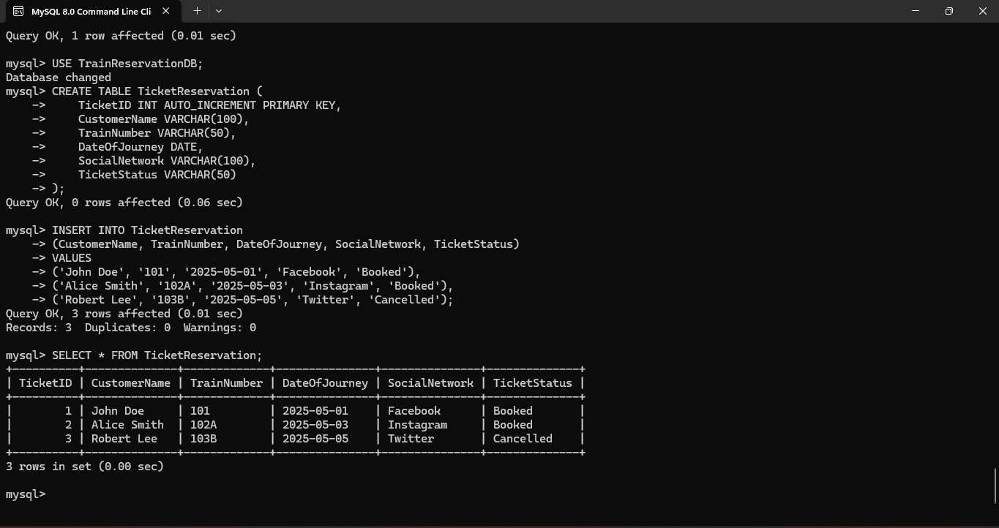 MySQL 8.0 Command Line Cli
Query OK, 1 row affected (0.01 sec)
mysql> USE TrainReservationDB;
Database changed
mysql> CREATE TABLE TicketReservation (
    ->     TicketID INT AUTO_INCREMENT PRIMARY KEY,
    ->     CustomerName VARCHAR(100),
    ->     TrainNumber VARCHAR(50),
    ->     DateOfJourney DATE,
    ->     SocialNetwork VARCHAR(100),
    ->     TicketStatus VARCHAR(50)
    -> );
Query OK, 0 rows affected (0.06 sec)
mysql> INSERT INTO TicketReservation
    -> (CustomerName, TrainNumber, DateOfJourney, SocialNetwork, TicketStatus)
    -> VALUES
    -> ('John Doe', '101', '2025-05-01', 'Facebook', 'Booked'),
    -> ('Alice Smith', '102A', '2025-05-03', 'Instagram', 'Booked'),
    -> ('Robert Lee', '103B', '2025-05-05', 'Twitter', 'Cancelled');
Query OK, 3 rows affected (0.01 sec)
Records: 3  Duplicates: 0  Warnings: 0
mysql> SELECT * FROM TicketReservation;
+----------+--------------+-------------+---------------+---------------+--------------+
| TicketID | CustomerName | TrainNumber | DateOfJourney | SocialNetwork | TicketStatus |
+----------+--------------+-------------+---------------+---------------+--------------+
|        1 | John Doe     | 101         | 2025-05-01    | Facebook      | Booked       |
|        2 | Alice Smith  | 102A        | 2025-05-03    | Instagram     | Booked       |
|        3 | Robert Lee   | 103B        | 2025-05-05    | Twitter       | Cancelled    |
+----------+--------------+-------------+---------------+---------------+--------------+
3 rows in set (0.00 sec)
mysql>